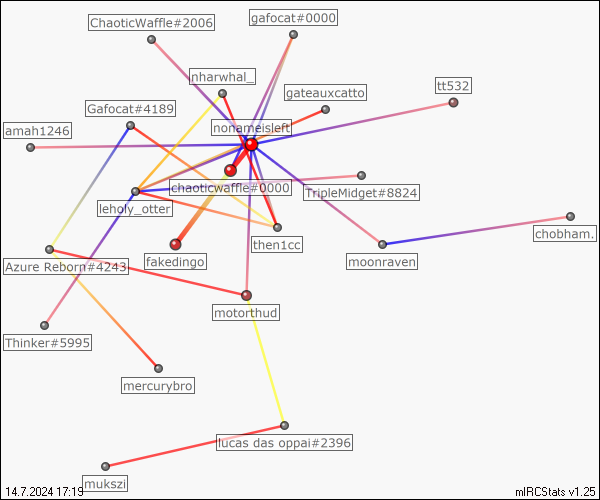 ChaoticWaffle#2006
gafocat#0000
nharwhal_
tt532
gateauxcatto
Gafocat#4189
amah1246
nonameisleft
chaoticwaffle#0000
TripleMidget#8824
leholy_otter
chobham.
then1cc
Azure Reborn#4243
fakedingo
moonraven
motorthud
Thinker#5995
mercurybro
lucas das oppai#2396
mukszi
14.7.2024 17:19
mIRCStats v1.25